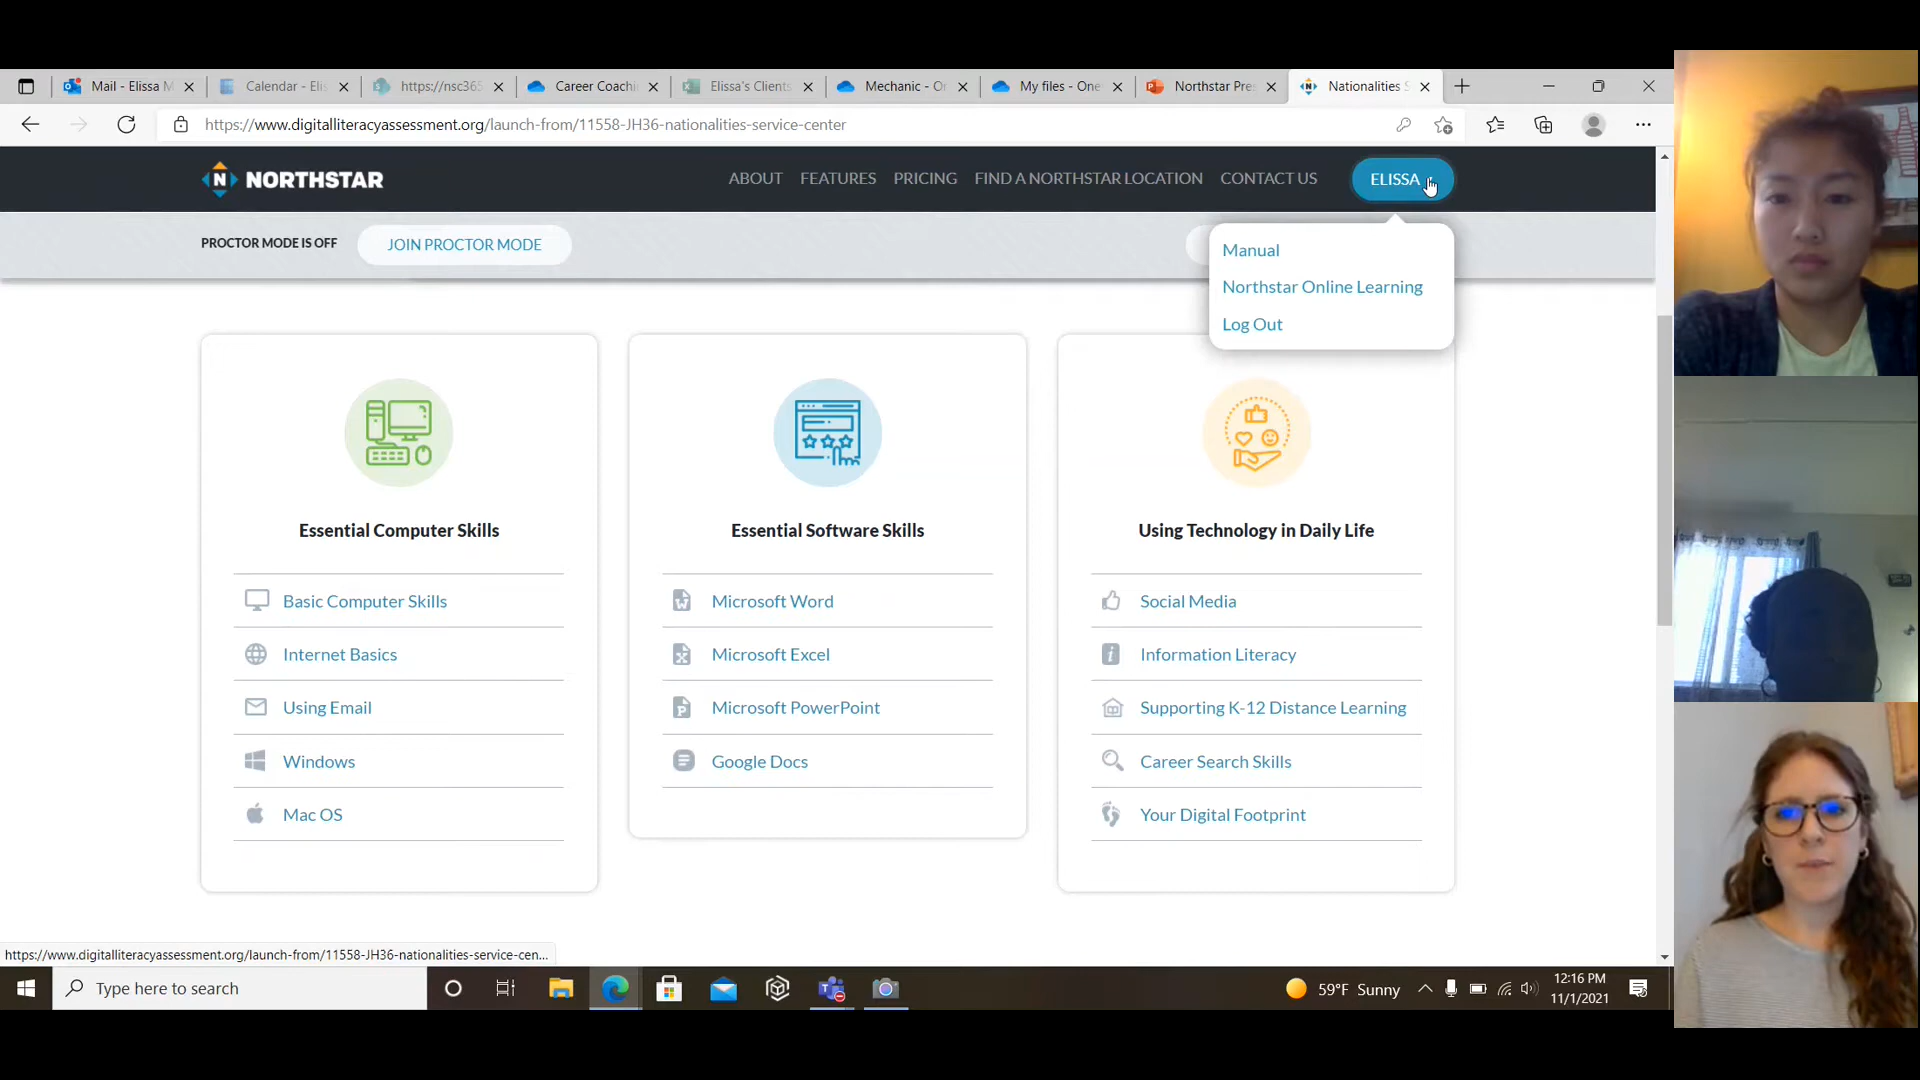 Mail - Elissa M
Calendar - Elis
https://nsc365.
Career Coachi
Elissa's Clients
Mechanic - On
My files - One
Northstar Pres
Nationalities S
https://www.digitalliteracyassessment.org/launch-from/11558-JH36-nationalities-service-center
N NORTHSTAR
ABOUT
FEATURES
PRICING
FIND A NORTHSTAR LOCATION
CONTACT US
ELISSA
PROCTOR MODE IS OFF
JOIN PROCTOR MODE
Manual
Northstar Online Learning
Log Out
Essential Computer Skills
Basic Computer Skills
Internet Basics
Using Email
Windows
Mac OS
Essential Software Skills
Microsoft Word
Microsoft Excel
Microsoft PowerPoint
Google Docs
Using Technology in Daily Life
Social Media
Information Literacy
Supporting K-12 Distance Learning
Career Search Skills
Your Digital Footprint
https://www.digitalliteracyassessment.org/launch-from/11558-JH36-nationalities-service-cen...
Type here to search
59°F Sunny
12:16 PM
11/1/2021